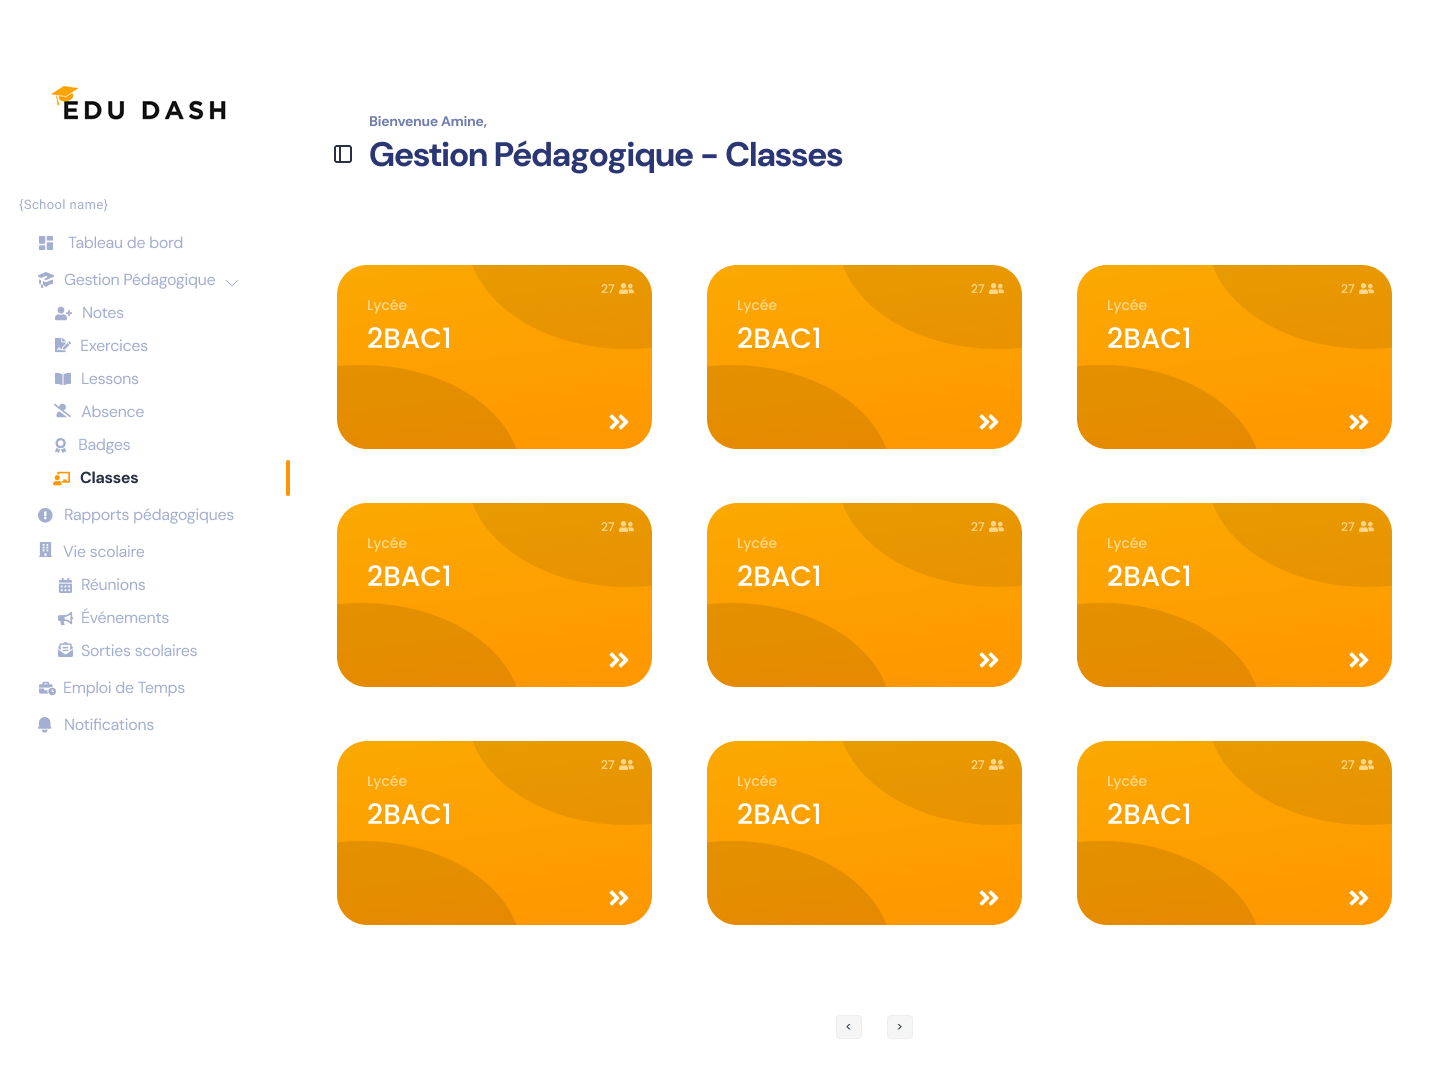 EDU DASH
{School name}
Tableau de bord
Gestion Pédagogique
Notes
Exercices
Lessons
Absence
Badges
Classes
Rapports pédagogiques
Vie scolaire
Réunions
Événements
Sorties scolaires
Emploi de Temps
Notifications
Bienvenue Amine,
Gestion Pédagogique - Classes
27
Lycée
2BAC1
27
Lycée
2BAC1
27
Lycée
2BAC1
27
Lycée
2BAC1
27
Lycée
2BAC1
27
Lycée
2BAC1
27
Lycée
2BAC1
27
Lycée
2BAC1
27
Lycée
2BAC1
< >